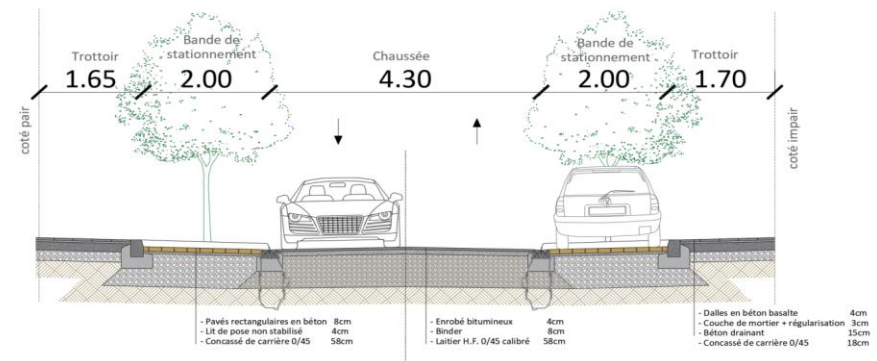 Trottoir
1.65
Bande de
stationnement
2.00
Chaussée
4.30
Bande de
stationnement
2.00
Trottoir
1.70
coté pair
coté impair
- Pavés rectangulaires en béton 8cm
- Lit de pose non stabilisé 4cm
- Concassé de carrière 0/45 58cm
- Enrobé bitumineux 4cm
- Binder 8cm
- Laitier H.F. 0/45 calibré 58cm
- Dalles en béton basalte 4cm
- Couche de mortier + régularisation 3cm
- Béton drainant 15cm
- Concassé de carrière 0/45 18cm